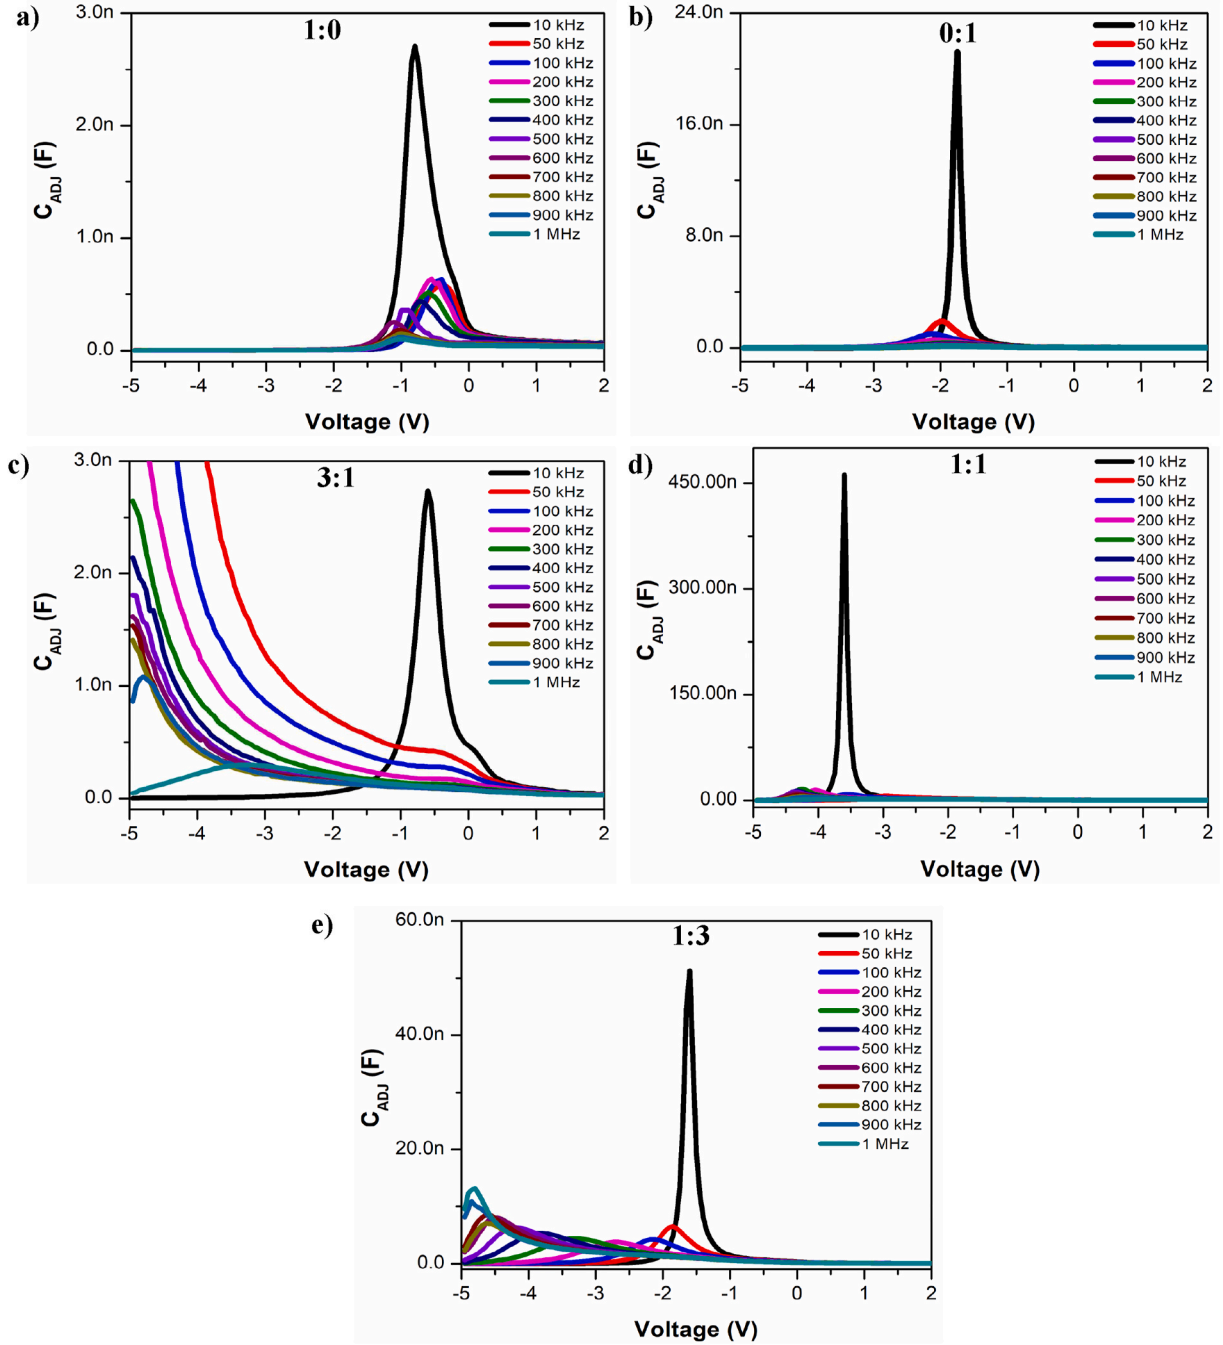 a)
1:0
3.0n
2.0n
1.0n
0.0
C_ADJ (F)
10 kHz
50 kHz
100 kHz
200 kHz
300 kHz
400 kHz
500 kHz
600 kHz
700 kHz
800 kHz
900 kHz
1 MHz
-5 -4 -3 -2 -1 0 1 2
Voltage (V)
b)
0:1
24.0n
16.0n
8.0n
0.0
C_ADJ (F)
10 kHz
50 kHz
100 kHz
200 kHz
300 kHz
400 kHz
500 kHz
600 kHz
700 kHz
800 kHz
900 kHz
1 MHz
-5 -4 -3 -2 -1 0 1 2
Voltage (V)
c)
3:1
3.0n
2.0n
1.0n
0.0
C_ADJ (F)
10 kHz
50 kHz
100 kHz
200 kHz
300 kHz
400 kHz
500 kHz
600 kHz
700 kHz
800 kHz
900 kHz
1 MHz
-5 -4 -3 -2 -1 0 1 2
Voltage (V)
d)
1:1
450.00n
300.00n
150.00n
0.00
C_ADJ (F)
10 kHz
50 kHz
100 kHz
200 kHz
300 kHz
400 kHz
500 kHz
600 kHz
700 kHz
800 kHz
900 kHz
1 MHz
-5 -4 -3 -2 -1 0 1 2
Voltage (V)
e)
1:3
60.0n
40.0n
20.0n
0.0
C_ADJ (F)
10 kHz
50 kHz
100 kHz
200 kHz
300 kHz
400 kHz
500 kHz
600 kHz
700 kHz
800 kHz
900 kHz
1 MHz
-5 -4 -3 -2 -1 0 1 2
Voltage (V)